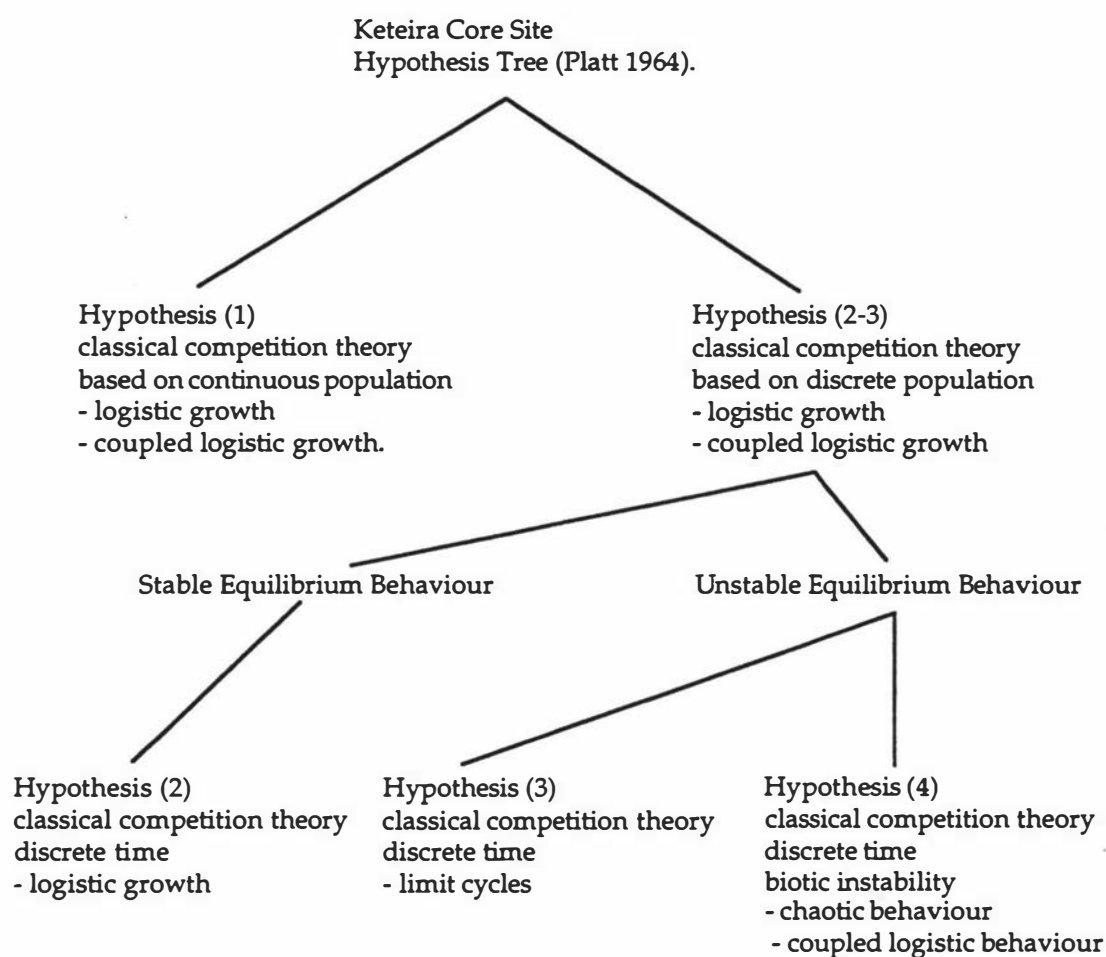 Keteira Core Site
Hypothesis Tree (Platt 1964).
Hypothesis (1)
classical competition theory
based on continuous population
- logistic growth
- coupled logistic growth.
Hypothesis (2-3)
classical competition theory
based on discrete population
- logistic growth
- coupled logistic growth
Stable Equilibrium Behaviour
Unstable Equilibrium Behaviour
Hypothesis (2)
classical competition theory
discrete time
- logistic growth
Hypothesis (3)
classical competition theory
discrete time
- limit cycles
Hypothesis (4)
classical competition theory
discrete time
biotic instability
- chaotic behaviour
- coupled logistic behaviour